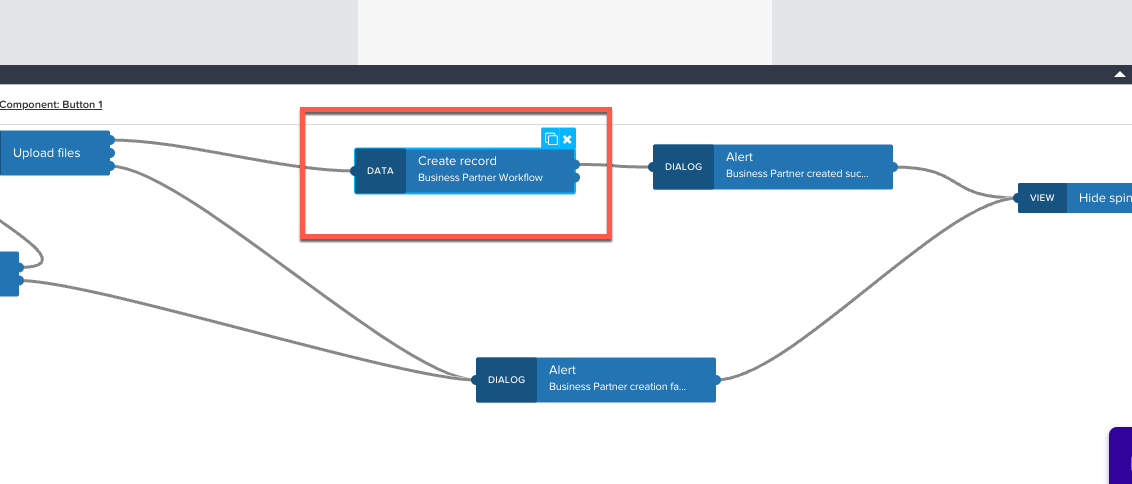 Component: Button 1
Upload files
DATA
Create record
Business Partner Workflow
DIALOG
Alert
Business Partner created suc...
VIEW
Hide spin
DIALOG
Alert
Business Partner creation fa...